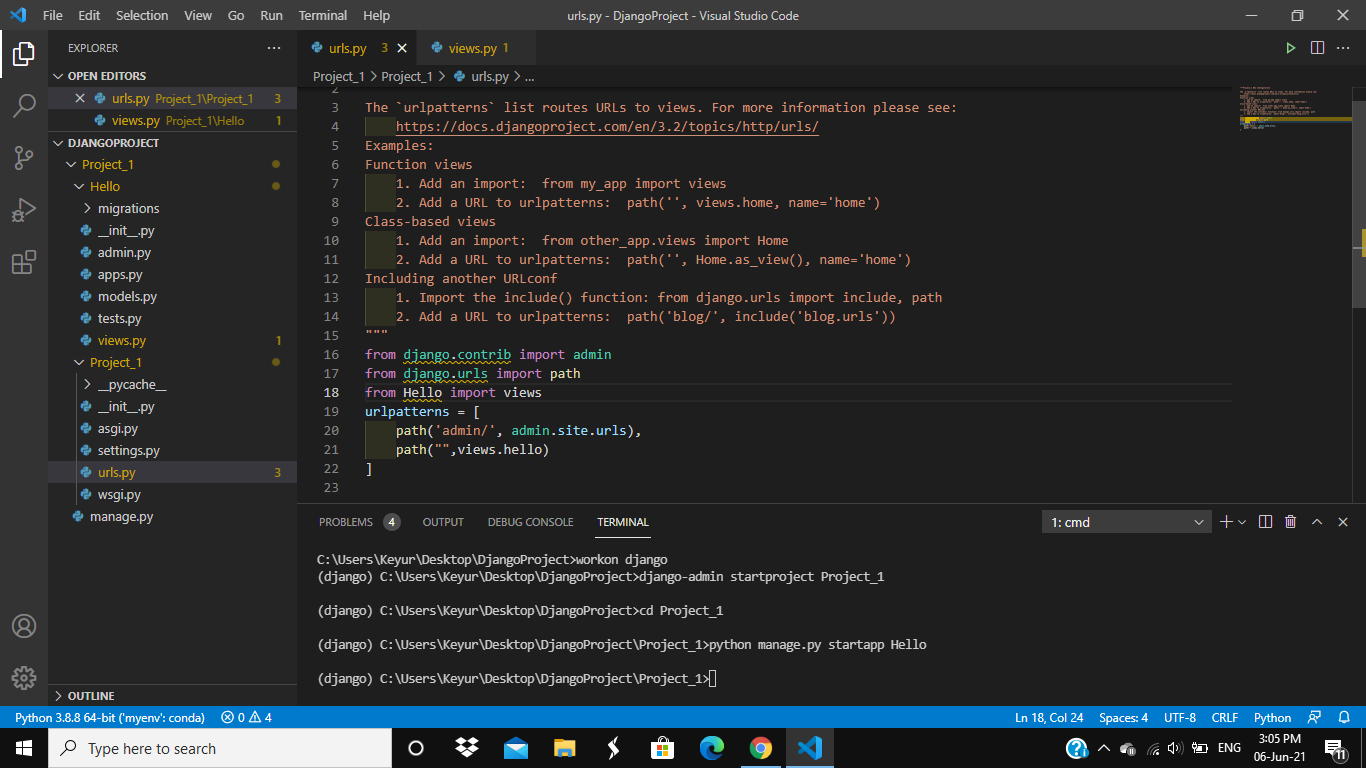 File Edit Selection View Go Run Terminal Help
urls.py - DjangoProject - Visual Studio Code
EXPLORER
OPEN EDITORS
urls.py Project_1\Project_1 3
views.py Project_1\Hello 1
DJANGOPROJECT
Project_1
Hello
migrations
__init__.py
admin.py
apps.py
models.py
tests.py
views.py 1
Project_1
__pycache__
__init__.py
asgi.py
settings.py
urls.py 3
wsgi.py
manage.py
OUTLINE
urls.py 3
views.py 1
Project_1 > Project_1 > urls.py > ...
2
3 The `urlpatterns` list routes URLs to views. For more information please see:
4 https://docs.djangoproject.com/en/3.2/topics/http/urls/
5 Examples:
6 Function views
7 1. Add an import:  from my_app import views
8 2. Add a URL to urlpatterns:  path('', views.home, name='home')
9 Class-based views
10 1. Add an import:  from other_app.views import Home
11 2. Add a URL to urlpatterns:  path('', Home.as_view(), name='home')
12 Including another URLconf
13 1. Import the include() function: from django.urls import include, path
14 2. Add a URL to urlpatterns:  path('blog/', include('blog.urls'))
15 """
16 from django.contrib import admin
17 from django.urls import path
18 from Hello import views
19 urlpatterns = [
20 path('admin/', admin.site.urls),
21 path("",views.hello)
22 ]
23
PROBLEMS 4 OUTPUT DEBUG CONSOLE TERMINAL
1: cmd
C:\Users\Keyur\Desktop\DjangoProject>workon django
(django) C:\Users\Keyur\Desktop\DjangoProject>django-admin startproject Project_1
(django) C:\Users\Keyur\Desktop\DjangoProject>cd Project_1
(django) C:\Users\Keyur\Desktop\DjangoProject\Project_1>python manage.py startapp Hello
(django) C:\Users\Keyur\Desktop\DjangoProject\Project_1>
Python 3.8.8 64-bit ('myenv': conda) 0 4
Ln 18, Col 24 Spaces: 4 UTF-8 CRLF Python
Type here to search
ENG
3:05 PM
06-Jun-21
11